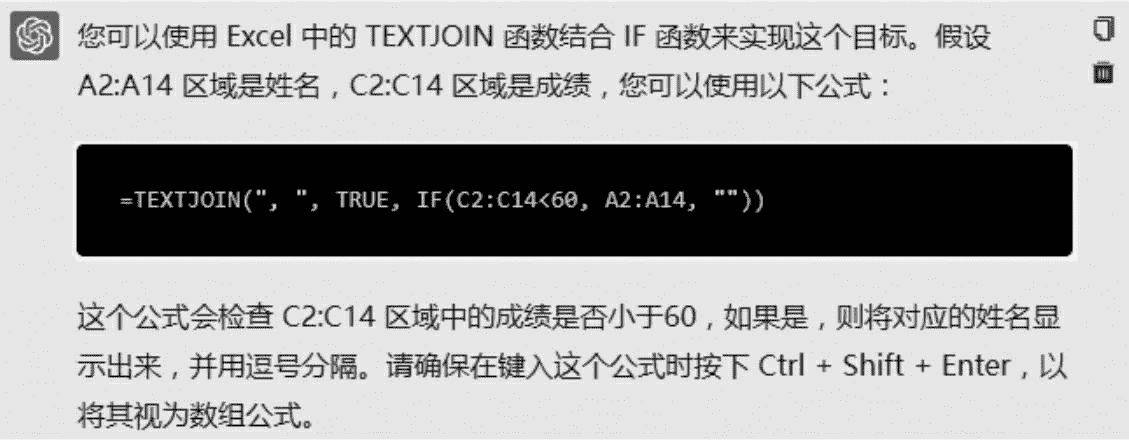 您可以使用 Excel 中的 TEXTJOIN 函数结合 IF 函数来实现这个目标。假设
A2:A14 区域是姓名，C2:C14 区域是成绩，您可以使用以下公式：
=TEXTJOIN(", ", TRUE, IF(C2:C14<60, A2:A14, ""))
这个公式会检查 C2:C14 区域中的成绩是否小于60，如果是，则将对应的姓名显
示出来，并用逗号分隔。请确保在键入这个公式时按下 Ctrl + Shift + Enter，以
将其视为数组公式。